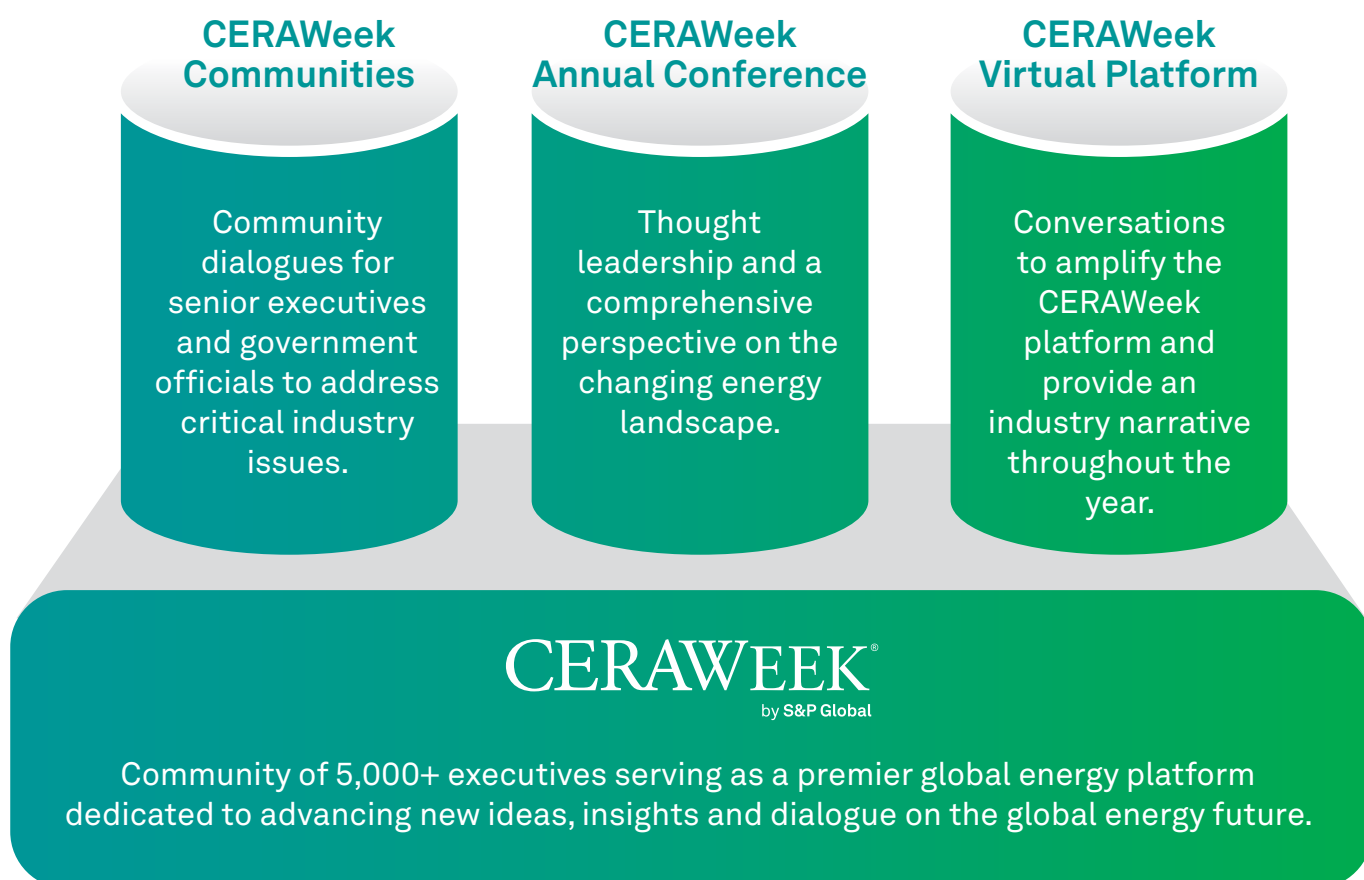 CERAWeek
Communities
Community
dialogues for
senior executives
and government
officials to address
critical industry
issues.
CERAWeek
Annual Conference
Thought
leadership and a
comprehensive
perspective on the
changing energy
landscape.
CERAWeek
Virtual Platform
Conversations
to amplify the
CERAWeek
platform and
provide an
industry narrative
throughout the
year.
CERAWEEK®
by S&P Global
Community of 5,000+ executives serving as a premier global energy platform
dedicated to advancing new ideas, insights and dialogue on the global energy future.